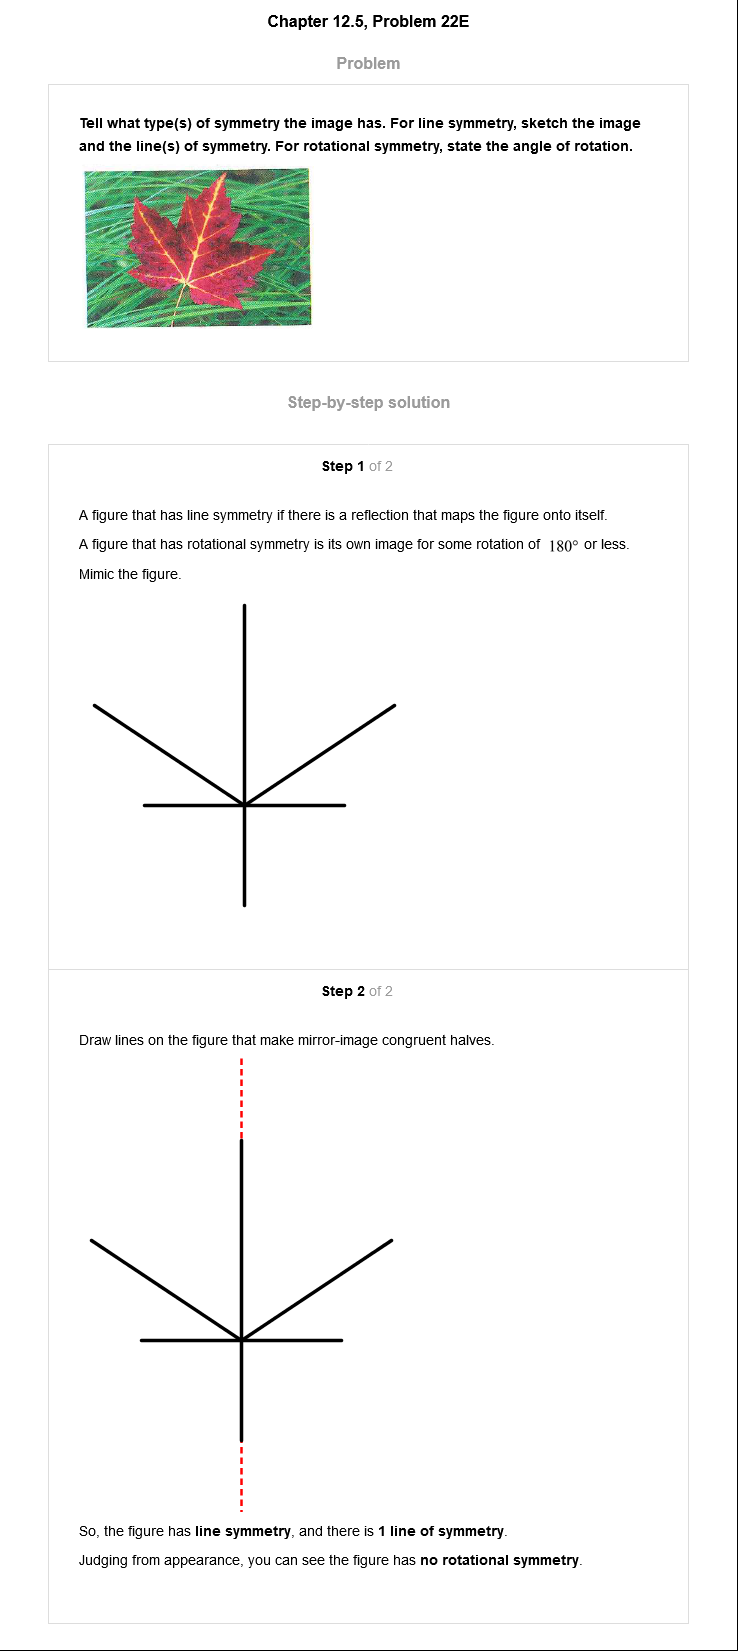 Chapter 12.5, Problem 22E
Problem
Tell what type(s) of symmetry the image has. For line symmetry, sketch the image
and the line(s) of symmetry. For rotational symmetry, state the angle of rotation.
Step-by-step solution
Step 1 of 2
A figure that has line symmetry if there is a reflection that maps the figure onto itself.
A figure that has rotational symmetry is its own image for some rotation of 180° or less.
Mimic the figure.
Step 2 of 2
Draw lines on the figure that make mirror-image congruent halves.
So, the figure has line symmetry, and there is 1 line of symmetry.
Judging from appearance, you can see the figure has no rotational symmetry.